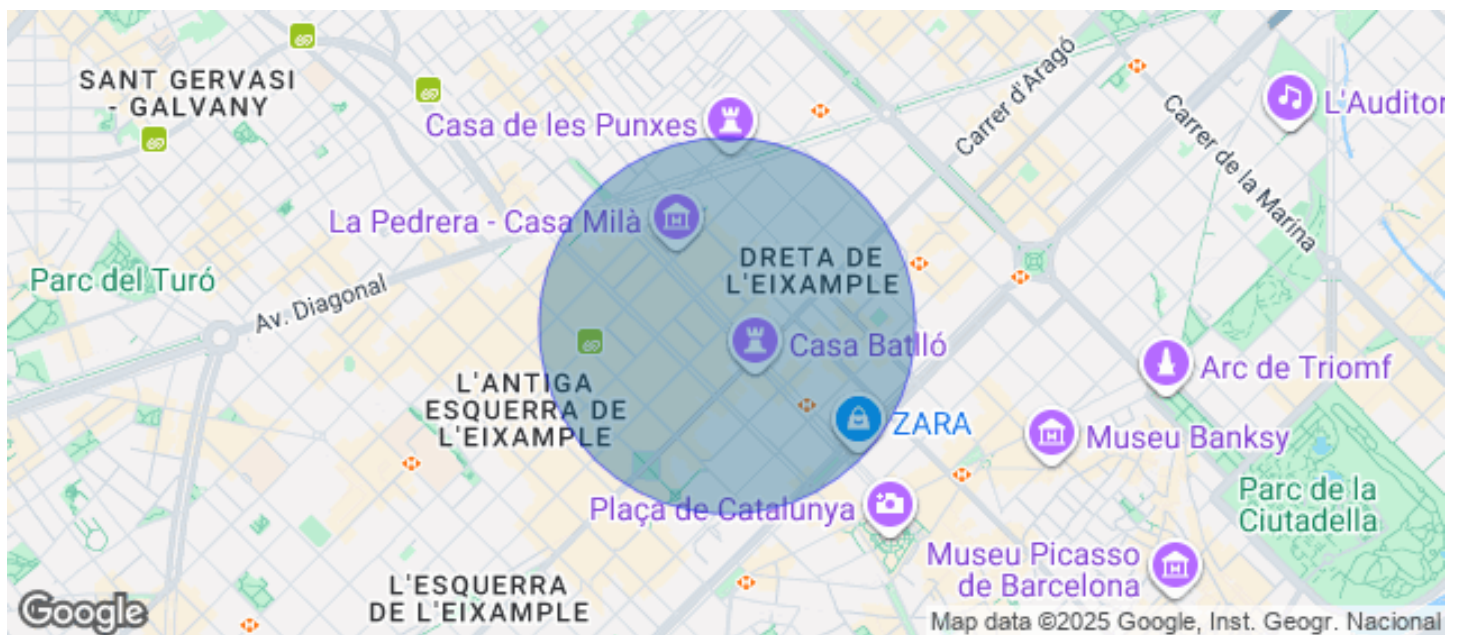 SANT GERVASI
- GALVANY
Casa de les Punxes
Carrer d'Aragó
Carrer de la Marina
L'Auditor
La Pedrera - Casa Milà
DRETA DE
L'EIXAMPLE
Parc del Turó
Av. Diagonal
Casa Batlló
Arc de Triomf
L'ANTIGA
ESQUERRA DE
L'EIXAMPLE
ZARA
Museu Banksy
Plaça de Catalunya
Parc de la
Ciutadella
Museu Picasso
de Barcelona
L'ESQUERRA
DE L'EIXAMPLE
Google
Map data ©2025 Google, Inst. Geogr. Nacional